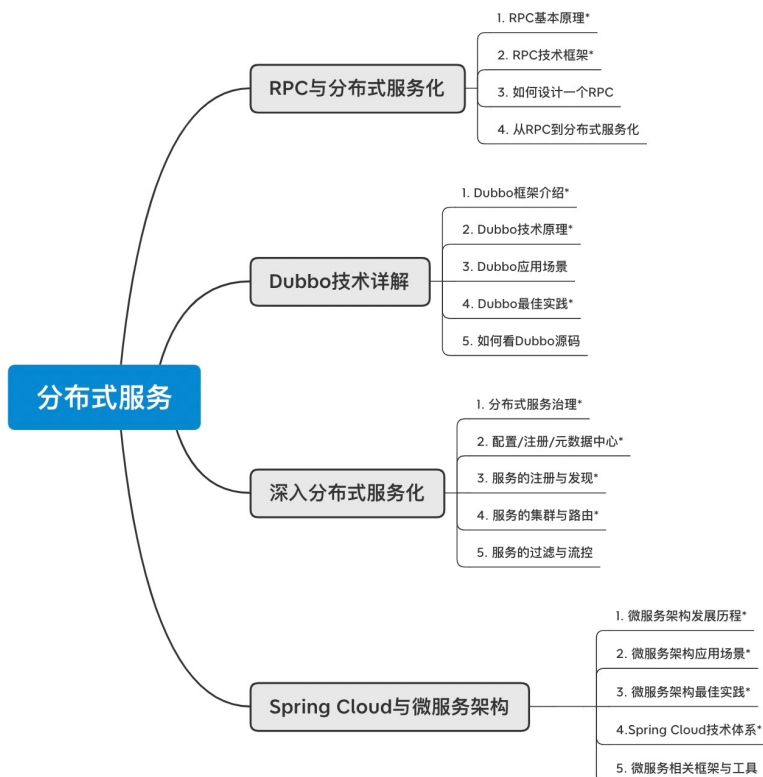 分布式服务
RPC与分布式服务化
1. RPC基本原理*
2. RPC技术框架*
3. 如何设计一个RPC
4. 从RPC到分布式服务化
Dubbo技术详解
1. Dubbo框架介绍*
2. Dubbo技术原理*
3. Dubbo应用场景
4. Dubbo最佳实践*
5. 如何看Dubbo源码
深入分布式服务化
1. 分布式服务治理*
2. 配置/注册/元数据中心*
3. 服务的注册与发现*
4. 服务的集群与路由*
5. 服务的过滤与流控
Spring Cloud与微服务架构
1. 微服务架构发展历程*
2. 微服务架构应用场景*
3. 微服务架构最佳实践*
4.Spring Cloud技术体系*
5. 微服务相关框架与工具